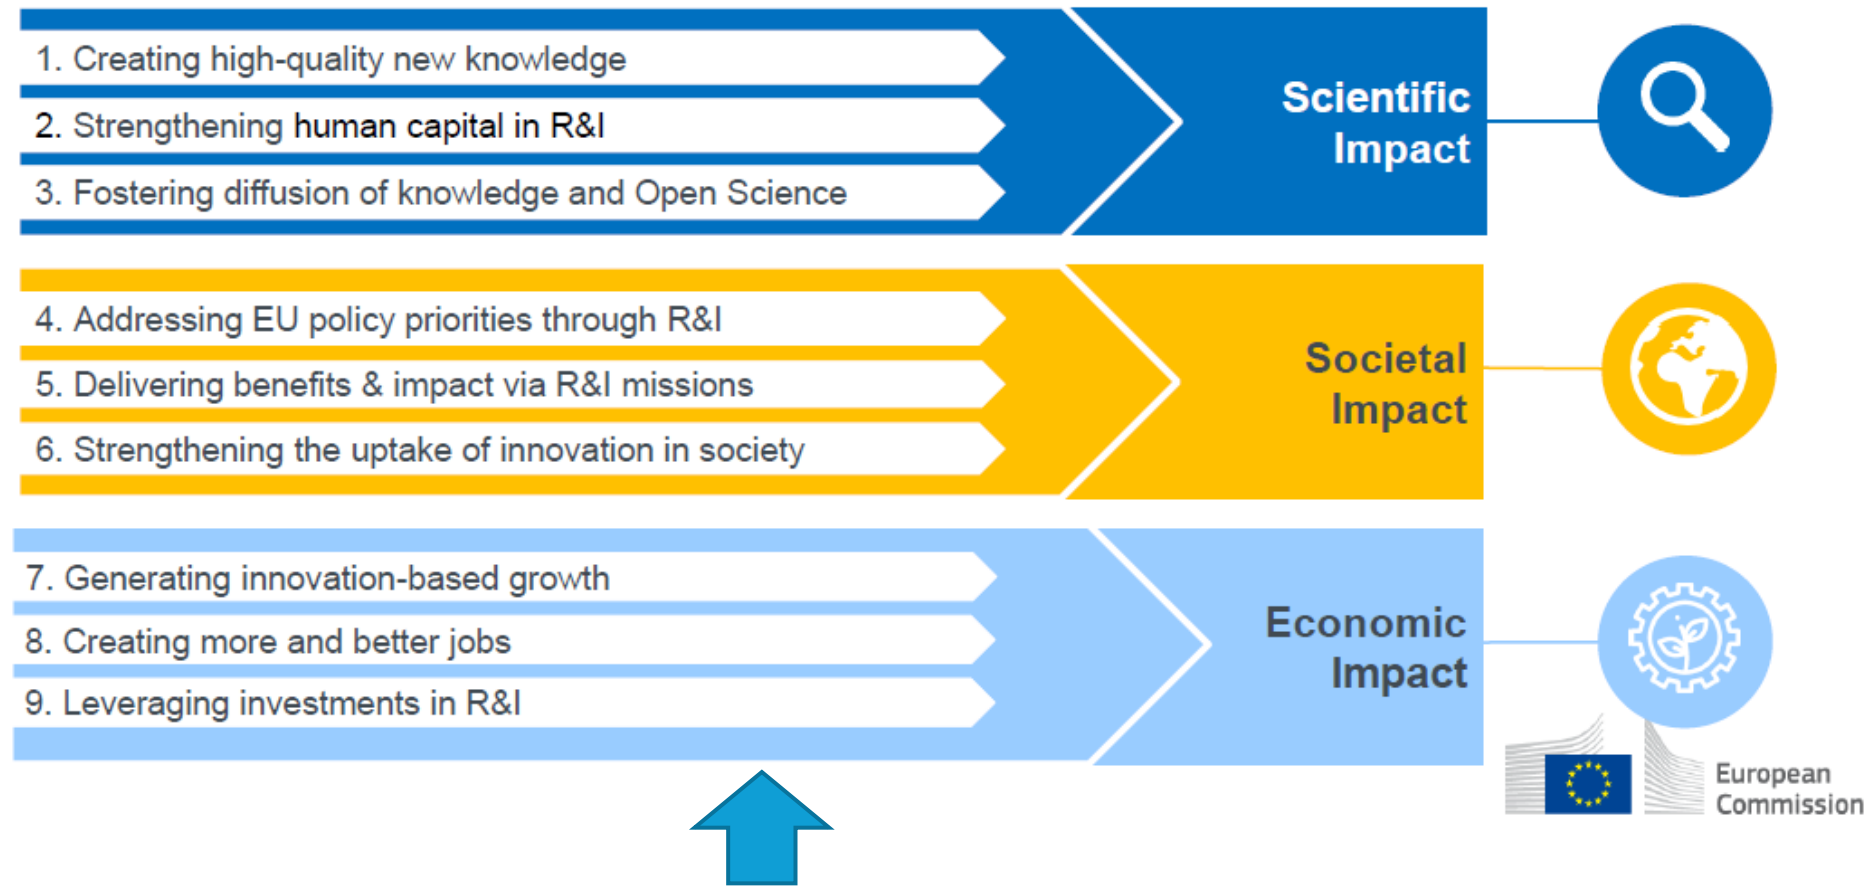 1. Creating high-quality new knowledge
2. Strengthening human capital in R&I
3. Fostering diffusion of knowledge and Open Science
Scientific
Impact
4. Addressing EU policy priorities through R&I
5. Delivering benefits & impact via R&I missions
6. Strengthening the uptake of innovation in society
Societal
Impact
7. Generating innovation-based growth
8. Creating more and better jobs
9. Leveraging investments in R&I
Economic
Impact
European
Commission